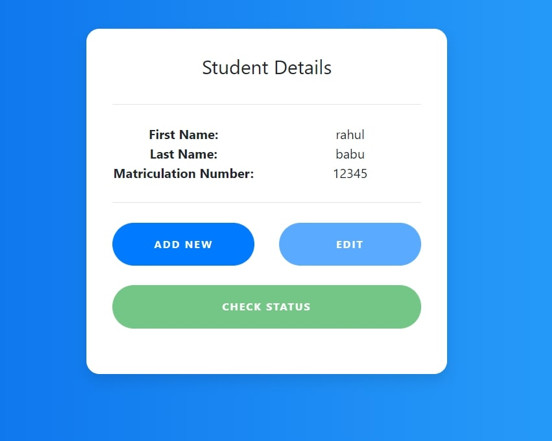 Student Details
First Name: rahul
Last Name: babu
Matriculation Number: 12345
ADD NEW EDIT
CHECK STATUS